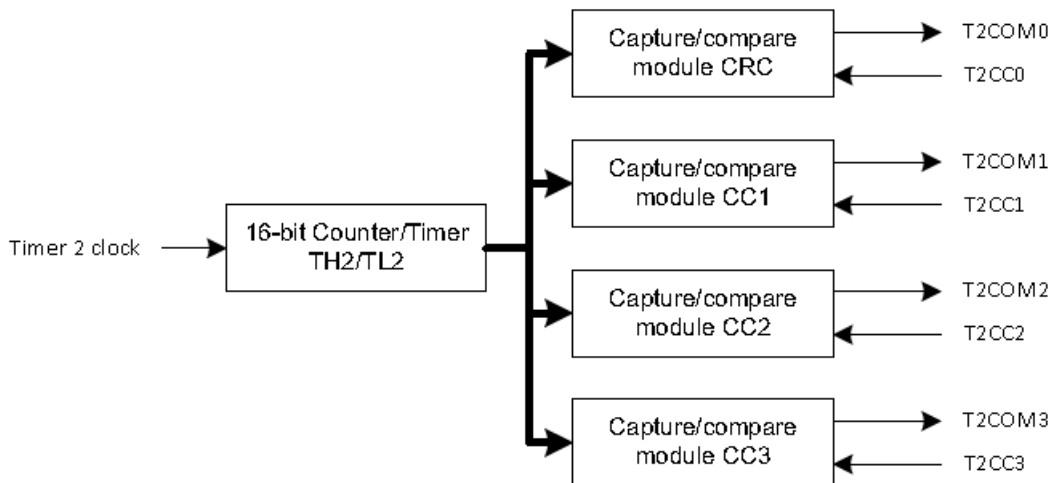 Capture/compare
module CRC
T2COM0
T2CC0
Capture/compare
module CC1
T2COM1
T2CC1
Timer 2 clock
16-bit Counter/Timer
TH2/TL2
Capture/compare
module CC2
T2COM2
T2CC2
Capture/compare
module CC3
T2COM3
T2CC3